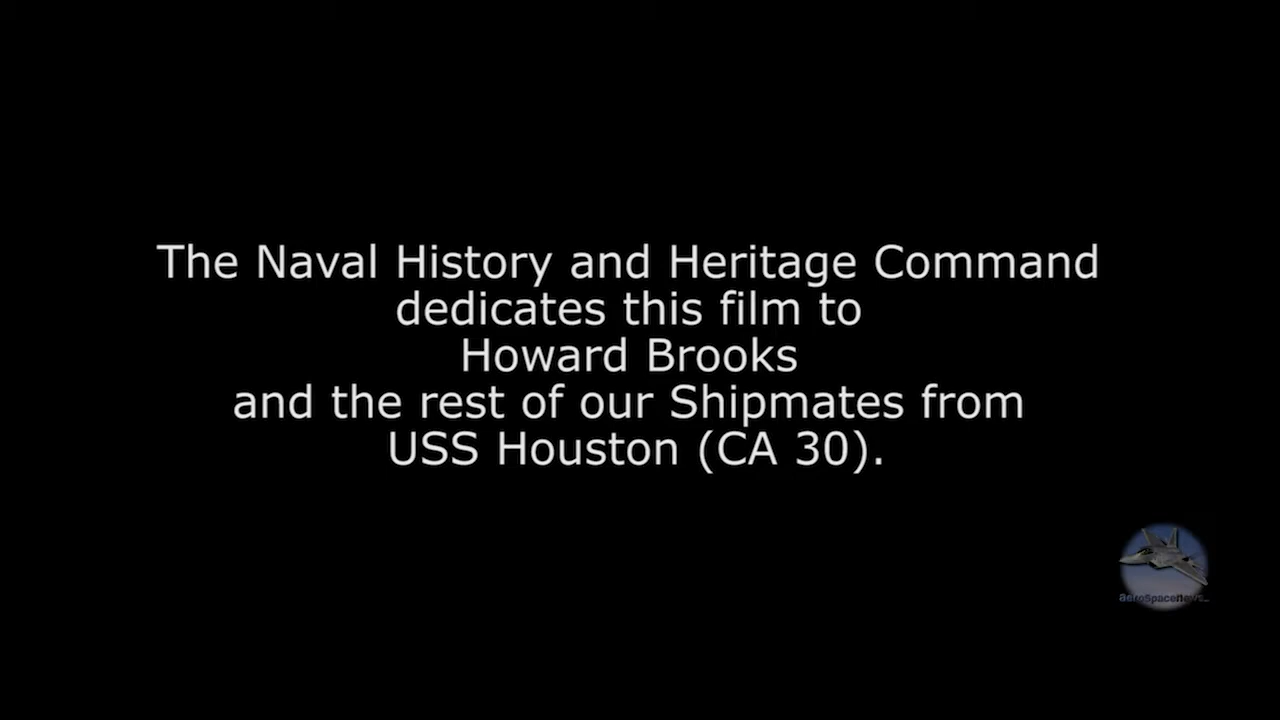 The Naval History and Heritage Command
dedicates this film to
Howard Brooks
and the rest of our Shipmates from
USS Houston (CA 30).